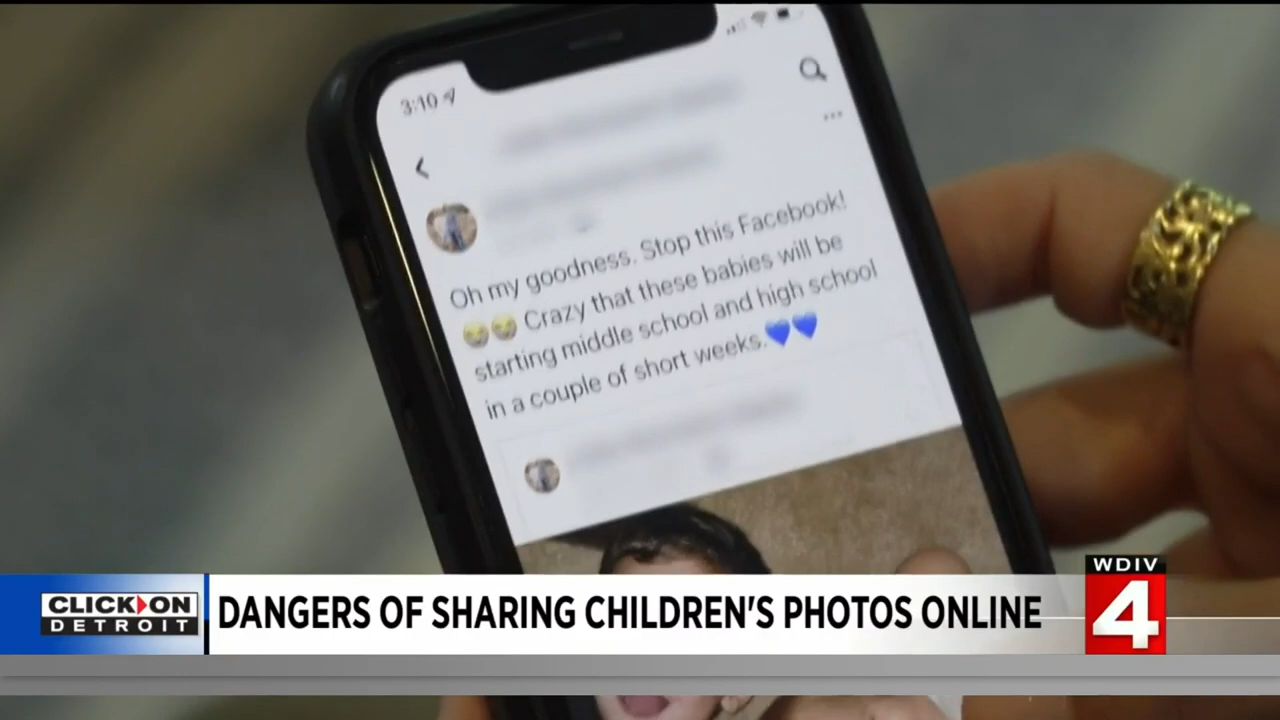 3:10
Oh my goodness. Stop this Facebook!
😂😂 Crazy that these babies will be
starting middle school and high school
in a couple of short weeks.💙💙
WDIV
4
CLICK ON
DETROIT
DANGERS OF SHARING CHILDREN'S PHOTOS ONLINE